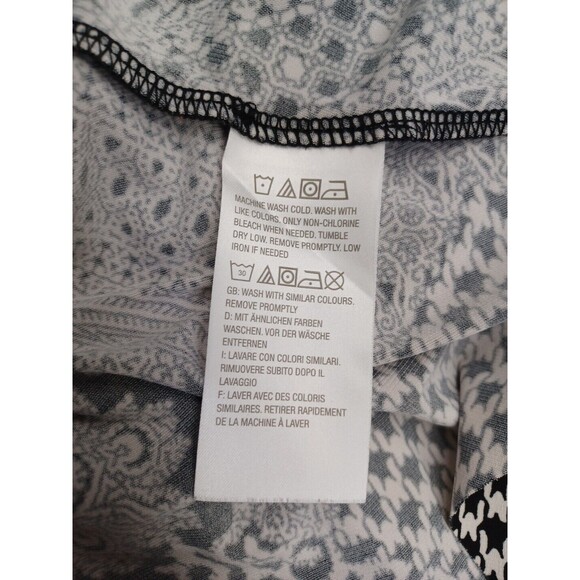 MACHINE WASH COLD. WASH WITH
LIKE COLORS, ONLY NON-CHLORINE
BLEACH WHEN NEEDED. TUMBLE
DRY LOW. REMOVE PROMPTLY. LOW
IRON IF NEEDED
30
GB: WASH WITH SIMILAR COLOURS.
REMOVE PROMPTLY
D: MIT ÄHNLICHEN FARBEN
WASCHEN. VOR DER WÄSCHE
ENTFERNEN
I: LAVARE CON COLORI SIMILARI.
RIMUOVERE SUBITO DOPO IL
LAVAGGIO
F: LAVER AVEC DES COLORIS
SIMILAIRES. RETIRER RAPIDEMENT
DE LA MACHINE À LAVER